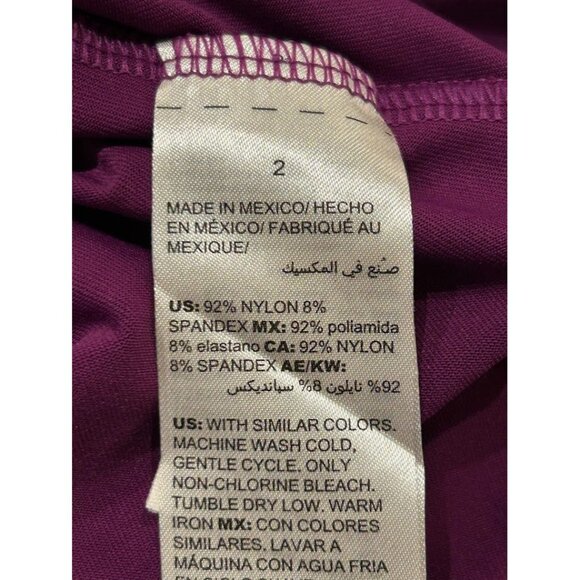 2
MADE IN MEXICO/ HECHO
EN MÉXICO/ FABRIQUÉ AU
MEXIQUE/
صنع في المكسيك
US: 92% NYLON 8%
SPANDEX MX: 92% poliamida
8% elastano CA: 92% NYLON
8% SPANDEX AE/KW:
92% نايلون 8% سبانديكس
US: WITH SIMILAR COLORS.
MACHINE WASH COLD,
GENTLE CYCLE. ONLY
NON-CHLORINE BLEACH.
TUMBLE DRY LOW. WARM
IRON MX: CON COLORES
SIMILARES. LAVAR A
MÁQUINA CON AGUA FRIA